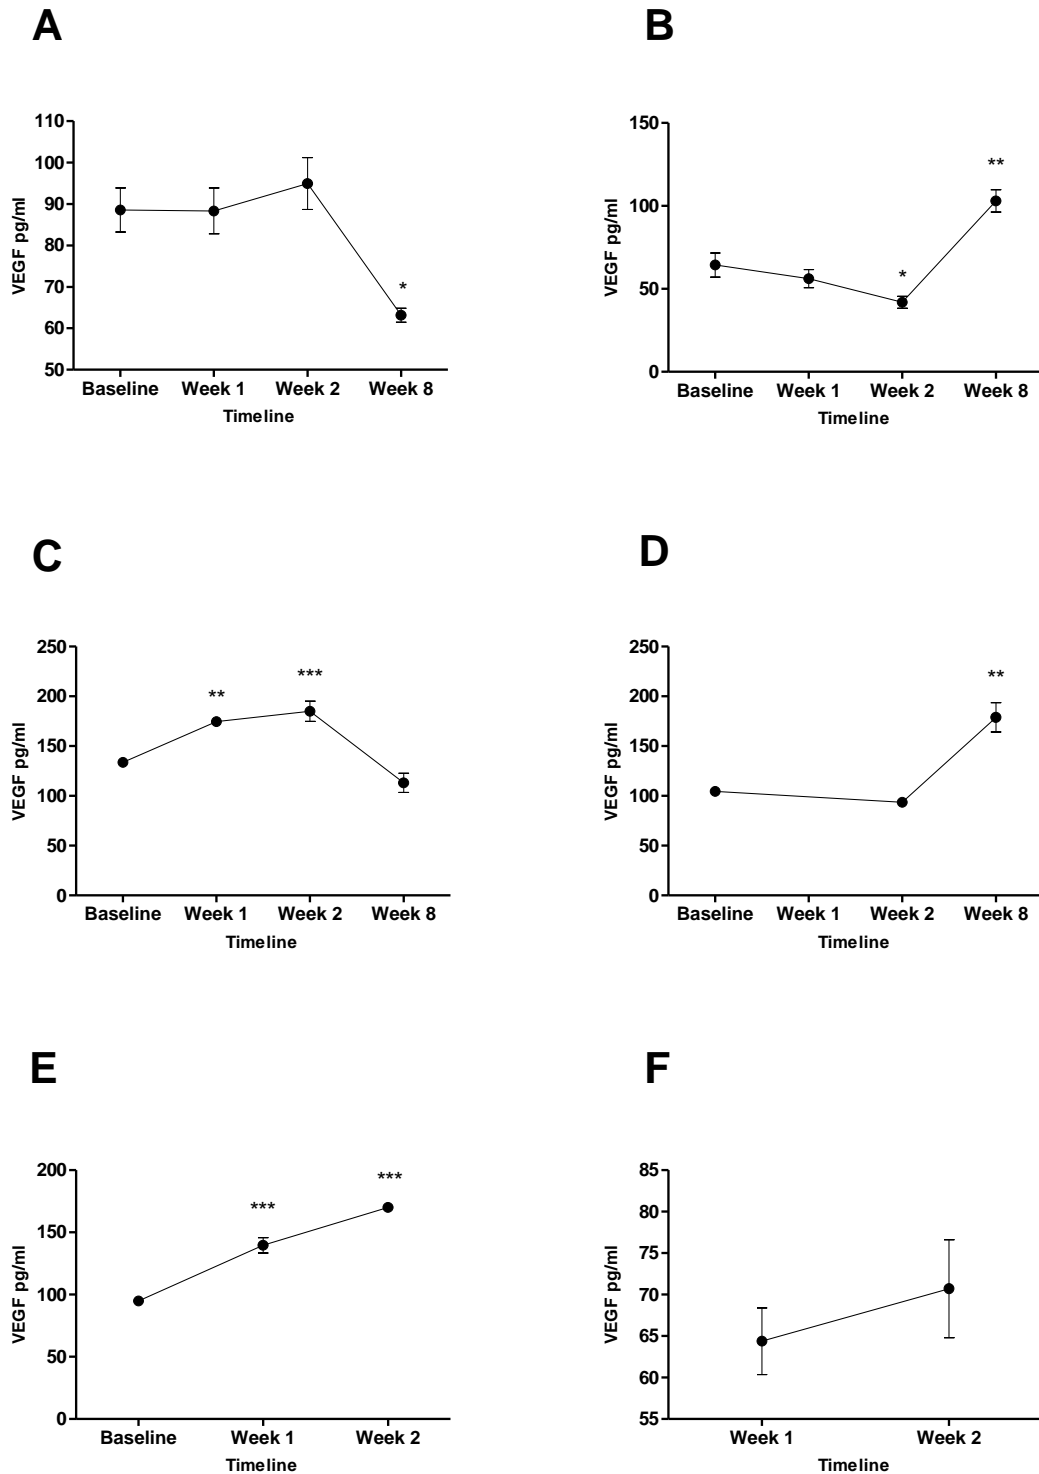 A
VEGF pg/ml
110
100
90
80
70
60
50
*
Baseline Week 1 Week 2 Week 8
Timeline
B
VEGF pg/ml
150
100
50
0
*
**
Baseline Week 1 Week 2 Week 8
Timeline
C
VEGF pg/ml
250
200
150
100
50
0
**
***
Baseline Week 1 Week 2 Week 8
Timeline
D
VEGF pg/ml
250
200
150
100
50
0
**
Baseline Week 1 Week 2 Week 8
Timeline
E
VEGF pg/ml
200
150
100
50
0
***
***
Baseline Week 1 Week 2
Timeline
F
VEGF pg/ml
85
80
75
70
65
60
55
Week 1 Week 2
Timeline